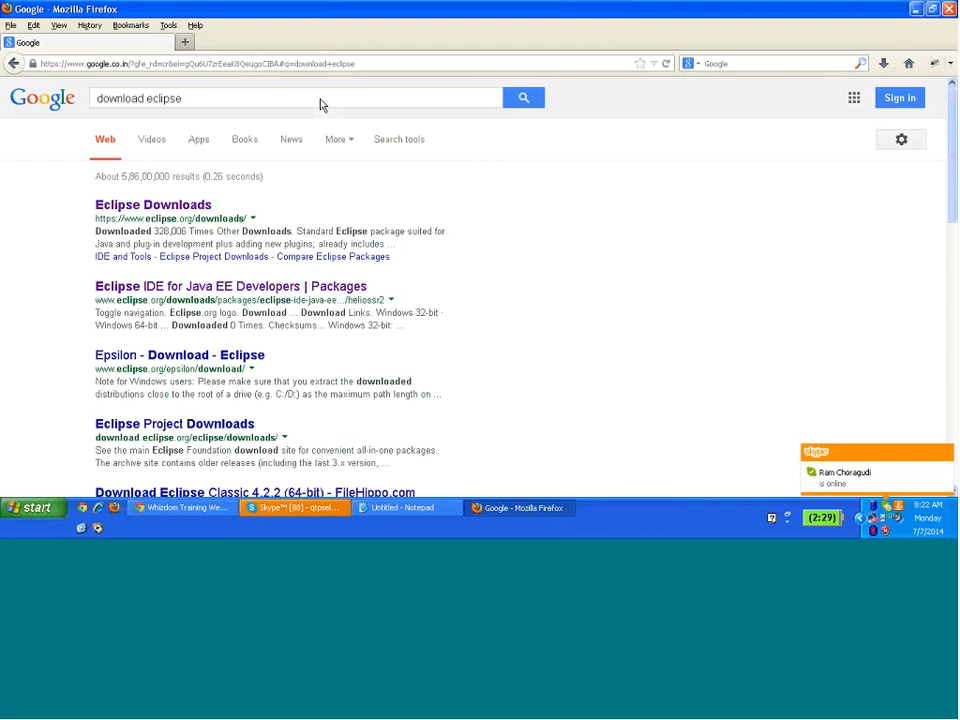 Google - Mozilla Firefox
File Edit View History Bookmarks Tools Help
Google
https://www.google.co.in/?gfe_rd=cr&ei=gQu6U7zrEeaK8QeugoCIBA#q=download+eclipse
Google
Google download eclipse Sign in
Web Videos Apps Books News More Search tools
About 5,86,00,000 results (0.26 seconds)
Eclipse Downloads
https://www.eclipse.org/downloads/
Downloaded 328,006 Times Other Downloads. Standard Eclipse package suited for
Java and plug-in development plus adding new plugins; already includes ...
IDE and Tools - Eclipse Project Downloads - Compare Eclipse Packages
Eclipse IDE for Java EE Developers | Packages
www.eclipse.org/downloads/packages/eclipse-ide-java-ee.../heliossr2
Toggle navigation. Eclipse.org logo. Download ... Download Links. Windows 32-bit ·
Windows 64-bit ... Downloaded 0 Times. Checksums... Windows 32-bit: ...
Epsilon - Download - Eclipse
www.eclipse.org/epsilon/download/
Note for Windows users: Please make sure that you extract the downloaded
distributions close to the root of a drive (e.g. C:/D:) as the maximum path length on ...
Eclipse Project Downloads
download.eclipse.org/eclipse/downloads/
See the main Eclipse Foundation download site for convenient all-in-one packages.
The archive site contains older releases (including the last 3.x version, ...
Download Eclipse Classic 4.2.2 (64-bit) - FileHippo.com
skype
Ram Choragudi
is online
start
Whizdom Training We...
Skype™ [88] - qtpsel...
Untitled - Notepad
Google - Mozilla Firefox
(2:29)
8:22 AM
Monday
7/7/2014